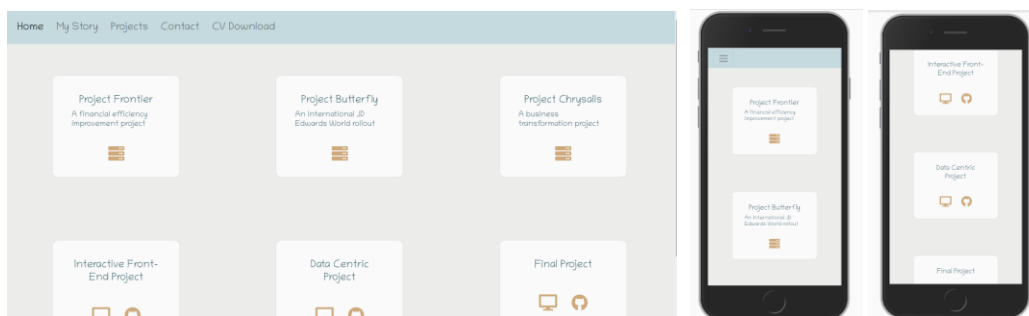 Home My Story Projects Contact CV Download
Project Frontier
A financial efficiency
improvement project
Project Butterfly
An International JD
Edwards World rollout
Project Chrysalis
A business
transformation project
Interactive Front-
End Project
Data Centric
Project
Final Project
Project Frontier
A financial efficiency
improvement project
Project Butterfly
An International JD
Edwards World rollout
Interactive Front-
End Project
Data Centric
Project
Final Project